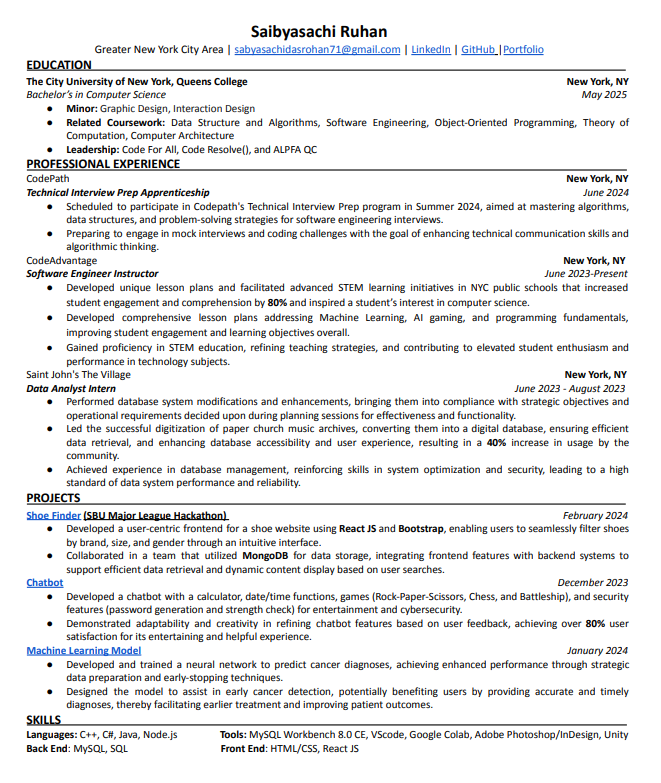 Saibyasachi Ruhan
Greater New York City Area | sabyasachidasrohan71@gmail.com | LinkedIn | GitHub |Portfolio
EDUCATION
The City University of New York, Queens College New York, NY
Bachelor's in Computer Science May 2025
● Minor: Graphic Design, Interaction Design
● Related Coursework: Data Structure and Algorithms, Software Engineering, Object-Oriented Programming, Theory of
Computation, Computer Architecture
● Leadership: Code For All, Code Resolve(), and ALPFA QC
PROFESSIONAL EXPERIENCE
CodePath New York, NY
Technical Interview Prep Apprenticeship June 2024
● Scheduled to participate in Codepath's Technical Interview Prep program in Summer 2024, aimed at mastering algorithms,
data structures, and problem-solving strategies for software engineering interviews.
● Preparing to engage in mock interviews and coding challenges with the goal of enhancing technical communication skills and
algorithmic thinking.
CodeAdvantage New York, NY
Software Engineer Instructor June 2023-Present
● Developed unique lesson plans and facilitated advanced STEM learning initiatives in NYC public schools that increased
student engagement and comprehension by 80% and inspired a student's interest in computer science.
● Developed comprehensive lesson plans addressing Machine Learning, AI gaming, and programming fundamentals,
improving student engagement and learning objectives overall.
● Gained proficiency in STEM education, refining teaching strategies, and contributing to elevated student enthusiasm and
performance in technology subjects.
Saint John's The Village New York, NY
Data Analyst Intern June 2023 - August 2023
● Performed database system modifications and enhancements, bringing them into compliance with strategic objectives and
operational requirements decided upon during planning sessions for effectiveness and functionality.
● Led the successful digitization of paper church music archives, converting them into a digital database, ensuring efficient
data retrieval, and enhancing database accessibility and user experience, resulting in a 40% increase in usage by the
community.
● Achieved experience in database management, reinforcing skills in system optimization and security, leading to a high
standard of data system performance and reliability.
PROJECTS
Shoe Finder (SBU Major League Hackathon) February 2024
● Developed a user-centric frontend for a shoe website using React JS and Bootstrap, enabling users to seamlessly filter shoes
by brand, size, and gender through an intuitive interface.
● Collaborated in a team that utilized MongoDB for data storage, integrating frontend features with backend systems to
support efficient data retrieval and dynamic content display based on user searches.
Chatbot December 2023
● Developed a chatbot with a calculator, date/time functions, games (Rock-Paper-Scissors, Chess, and Battleship), and security
features (password generation and strength check) for entertainment and cybersecurity.
● Demonstrated adaptability and creativity in refining chatbot features based on user feedback, achieving over 80% user
satisfaction for its entertaining and helpful experience.
Machine Learning Model January 2024
● Developed and trained a neural network to predict cancer diagnoses, achieving enhanced performance through strategic
data preparation and early-stopping techniques.
● Designed the model to assist in early cancer detection, potentially benefiting users by providing accurate and timely
diagnoses, thereby facilitating earlier treatment and improving patient outcomes.
SKILLS
Languages: C++, C#, Java, Node.js Tools: MySQL Workbench 8.0 CE, VScode, Google Colab, Adobe Photoshop/InDesign, Unity
Back End: MySQL, SQL Front End: HTML/CSS, React JS